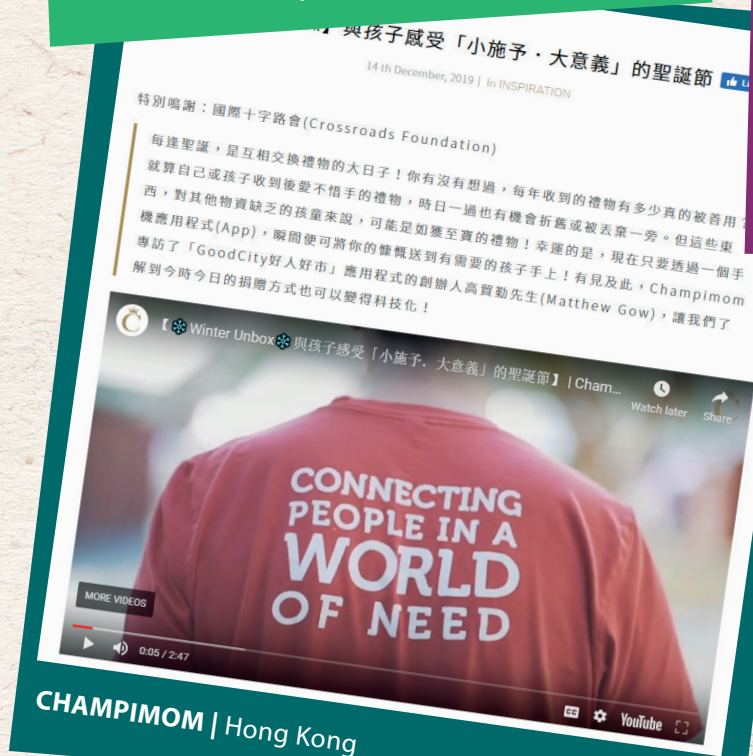 】與孩子感受「小施予．大意義」的聖誕節
14 th December, 2019 | In INSPIRATION
特別鳴謝：國際十字路會(Crossroads Foundation)
每逢聖誕，是互相交換禮物的大日子！你有沒有想過，每年收到的禮物有多少真的被善用？
就算自己或孩子收到後愛不惜手的禮物，時日一過也有機會折舊或被丟棄一旁。但這些東
西，對其他物資缺乏的孩童來說，可能是如獲至寶的禮物！幸運的是，現在只要透過一個手
機應用程式(App)，瞬間便可將你的慷慨送到有需要的孩子手上！有見及此，Champimom
專訪了「GoodCity好人好市」應用程式的創辦人高質勤先生(Matthew Gow)，讓我們了
解到今時今日的捐贈方式也可以變得科技化！
C
【❄Winter Unbox❄與孩子感受「小施予．大意義」的聖誕節】 | Cham...
Watch later
Share
CONNECTING
PEOPLE IN A
WORLD
OF NEED
MORE VIDEOS
0:05 / 2:47
CC
YouTube
CHAMPIMOM | Hong Kong